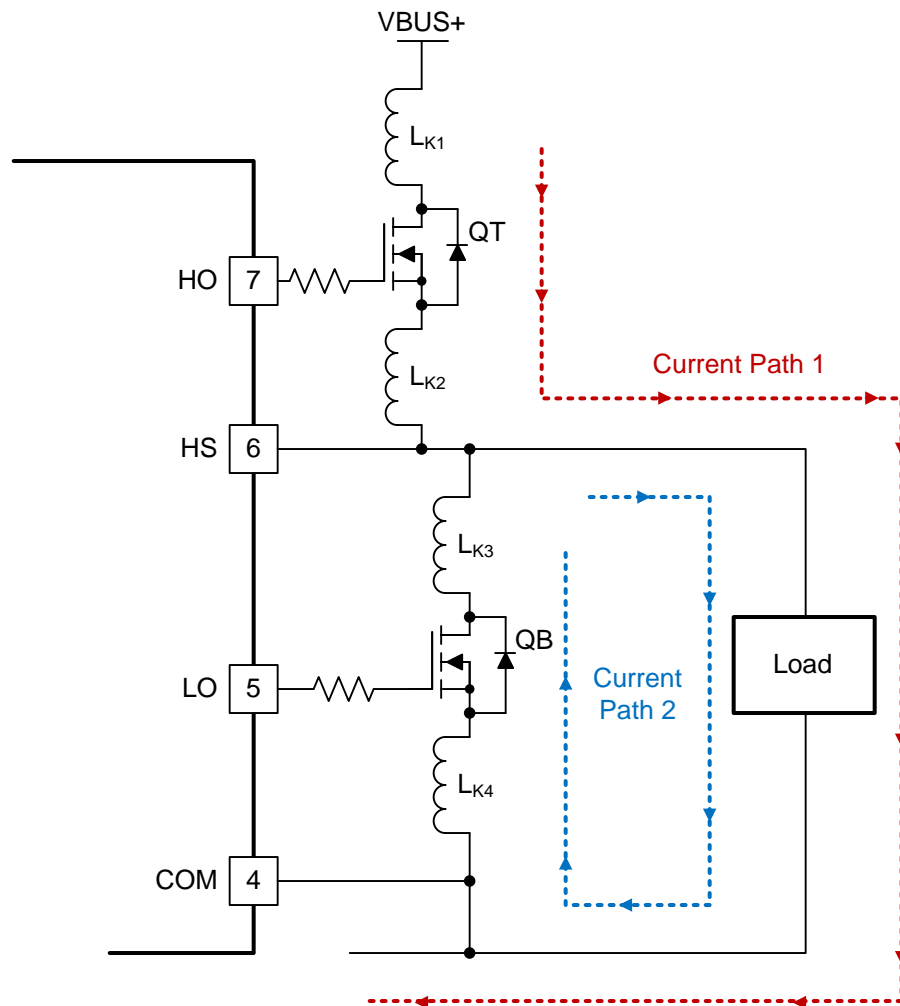 VBUS+
LK1
QT
HO 7
Current Path 1
LK2
HS 6
LK3
QB
LO 5
Current
Path 2
Load
LK4
COM 4